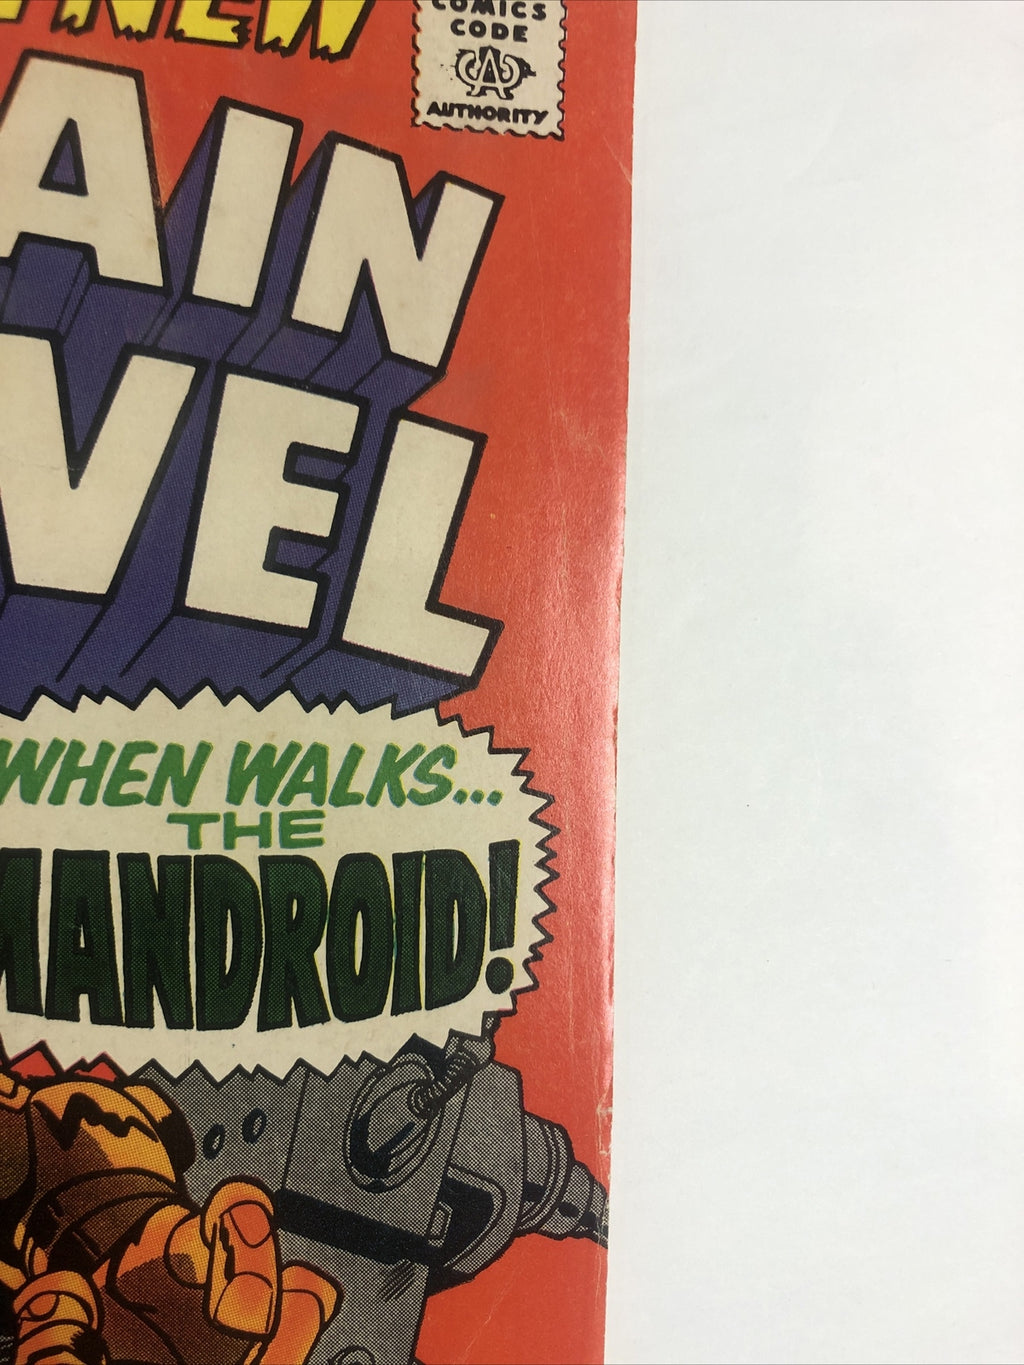 NEW
COMICS
CODE
AUTHORITY
AIN
VEL
WHEN WALKS...
THE
MANDROID!